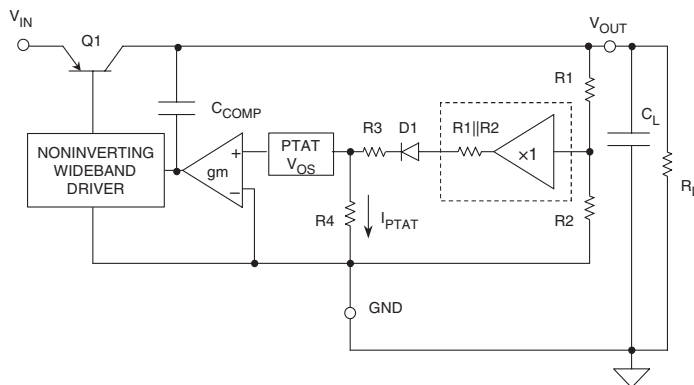 VIN
Q1
VOUT
R1
CCOMP
CL
R3
D1
R1||R2
×1
PTAT
VOS
NONINVERTING
WIDEBAND
DRIVER
+
gm
−
R4
IPTAT
R2
GND